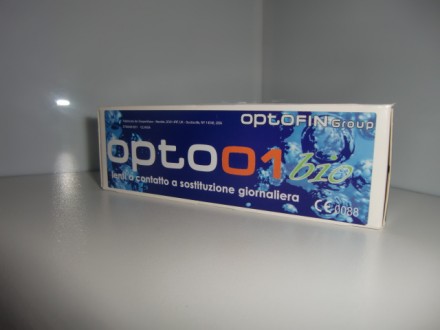 OPTOFIN Group
opto01 bio
lenti a contatto a sostituzione giornaliera
CE 0088